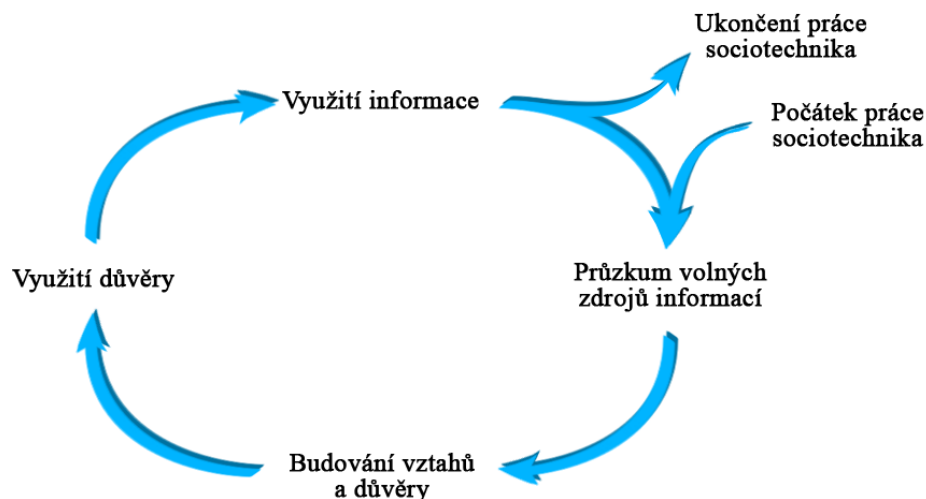 Ukončení práce
sociotechnika
Využití informace
Počátek práce
sociotechnika
Využití důvěry
Průzkum volných
zdrojů informací
Budování vztahů
a důvěry